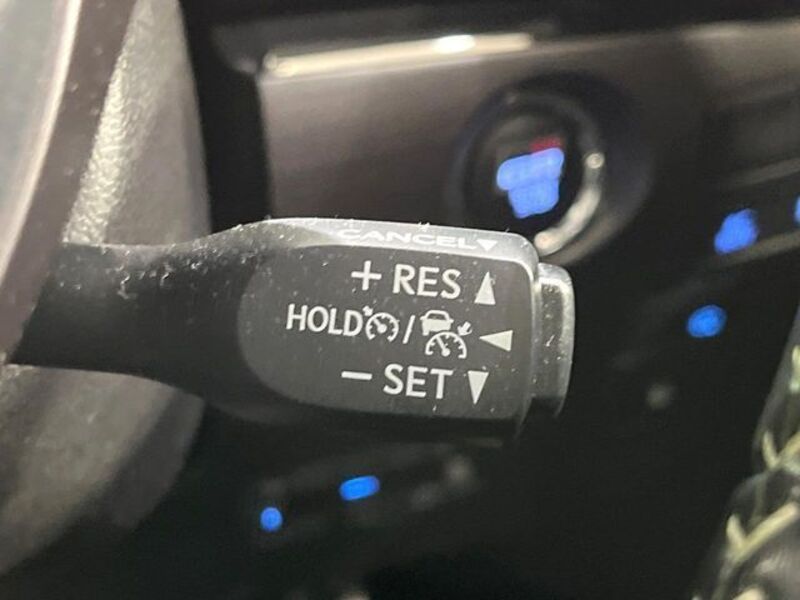 CANCEL▼
+ RES ▲
HOLD / ◀
− SET ▼